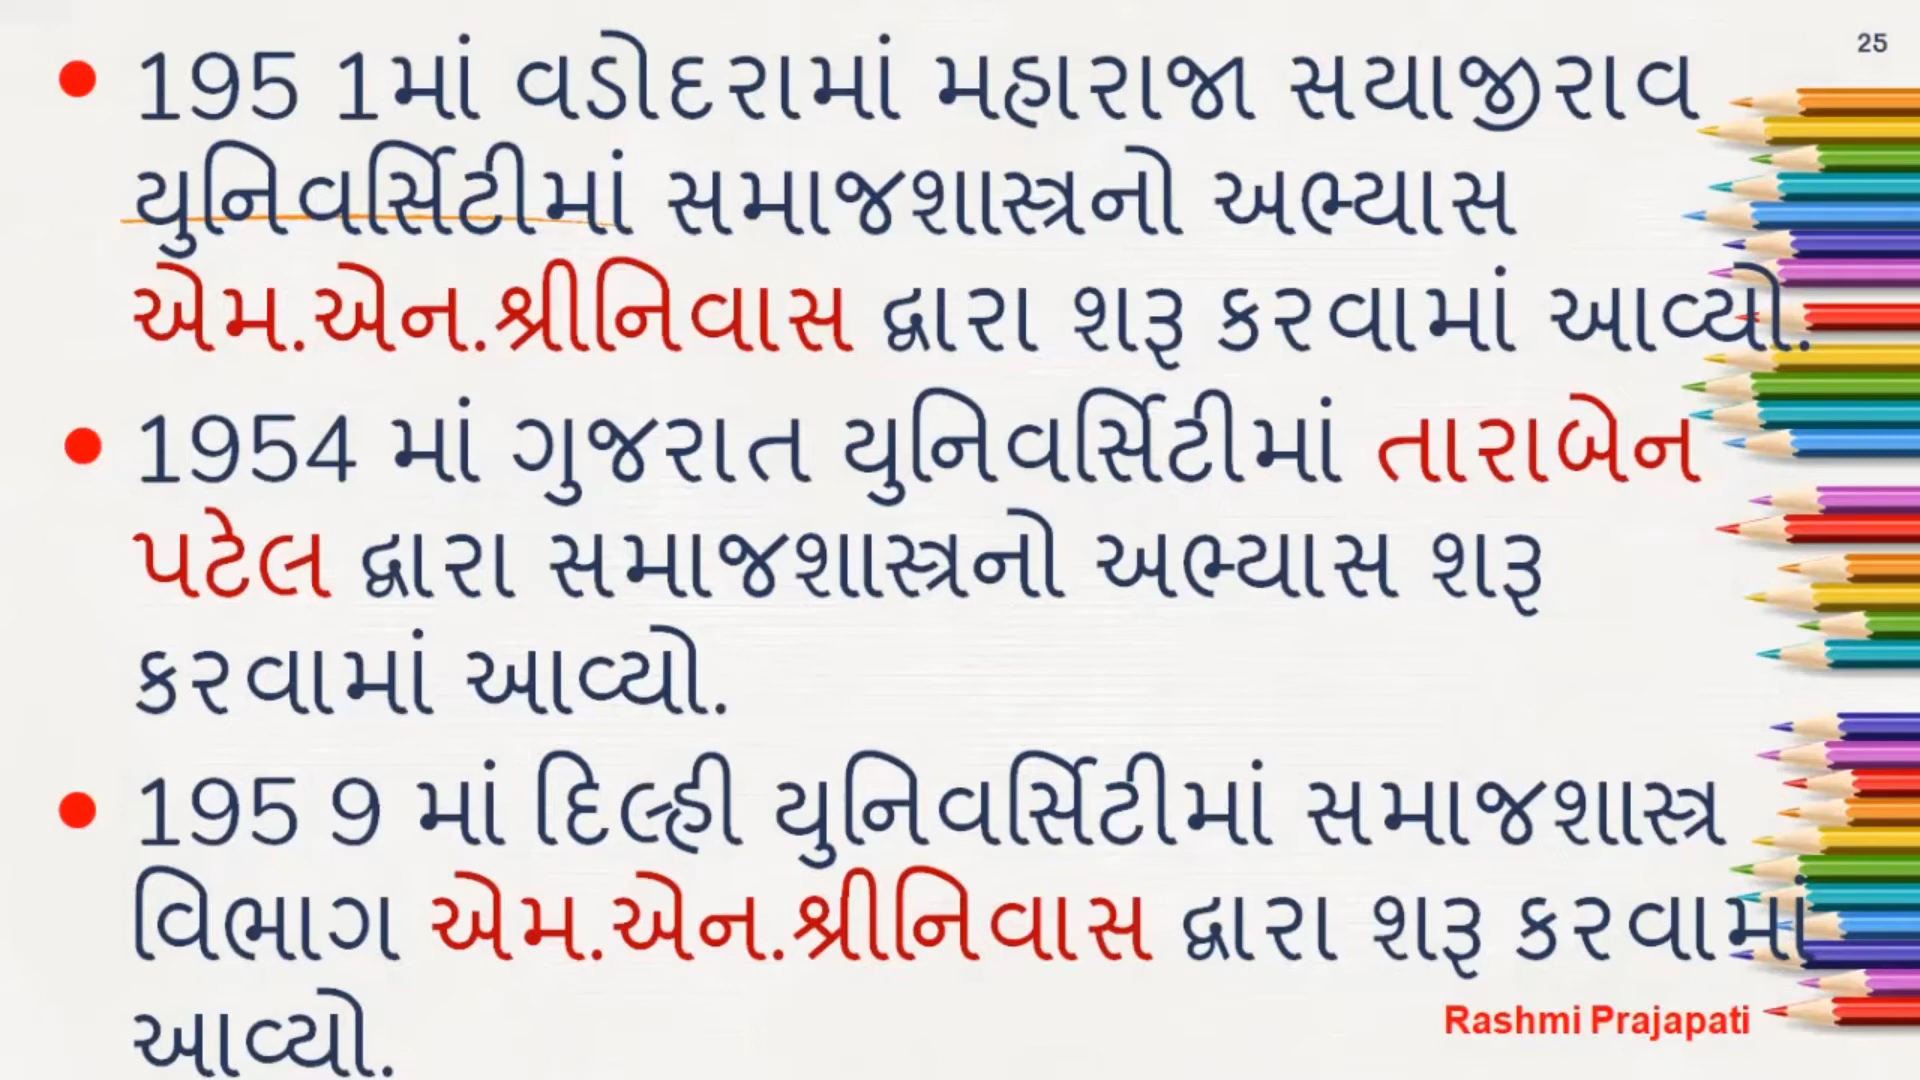 25
• 195 1માં વડોદરામાં મહારાજા સયાજીરાવ
યુનિવર્સિટીમાં સમાજશાસ્ત્રનો અભ્યાસ
એમ.એન.શ્રીનિવાસ દ્વારા શરૂ કરવામાં આવ્યો.
• 1954 માં ગુજરાત યુનિવર્સિટીમાં તારાબેન
પટેલ દ્વારા સમાજશાસ્ત્રનો અભ્યાસ શરૂ
કરવામાં આવ્યો.
• 195 9 માં દિલ્હી યુનિવર્સિટીમાં સમાજશાસ્ત્ર
વિભાગ એમ.એન.શ્રીનિવાસ દ્વારા શરૂ કરવામાં
આવ્યો.
Rashmi Prajapati